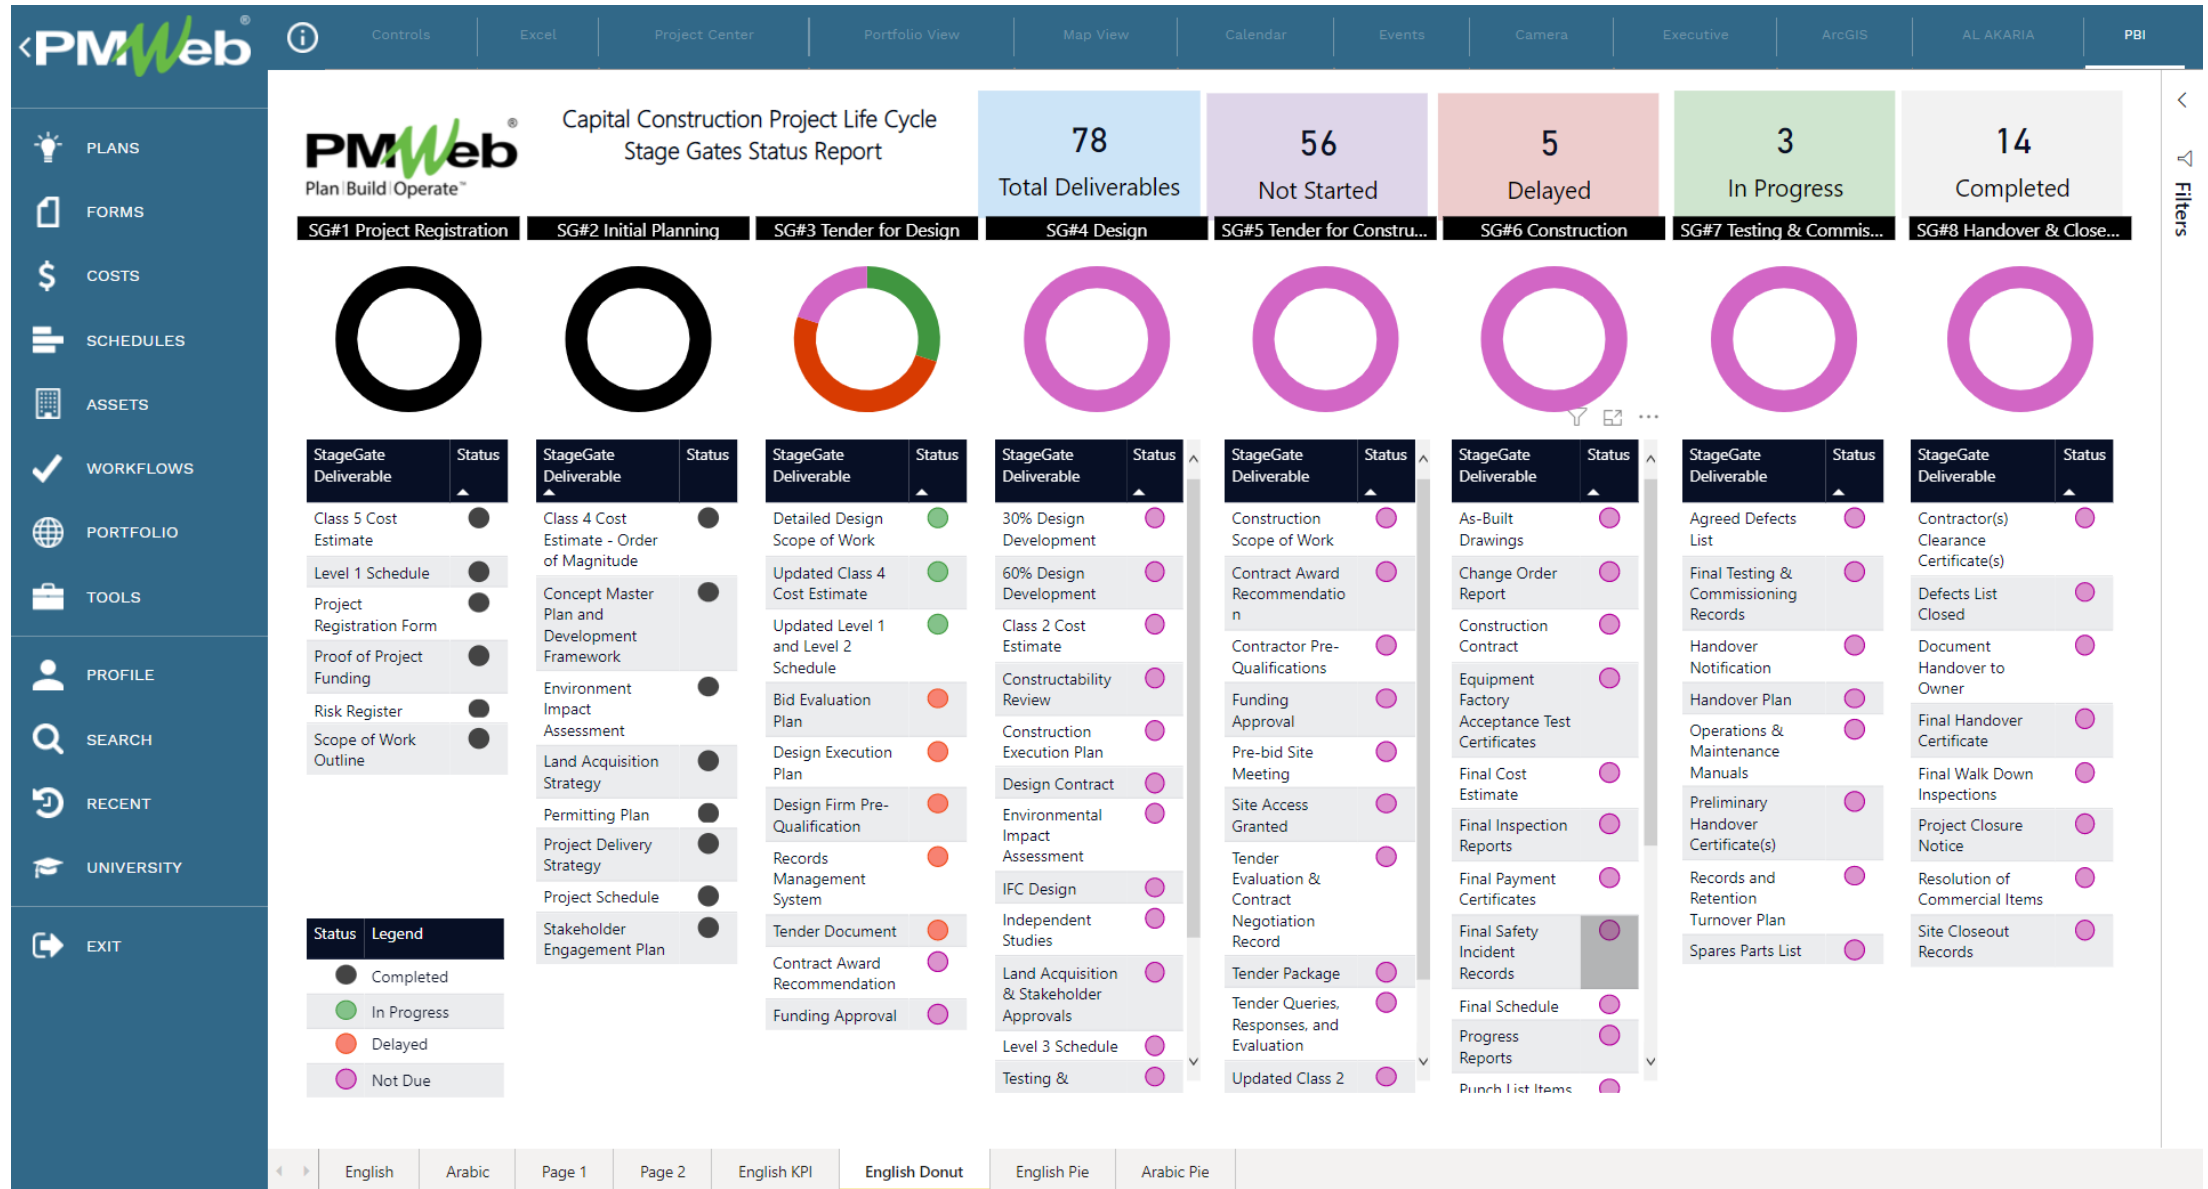 PMWeb®
Controls
Excel
Project Center
Portfolio View
Map View
Calendar
Events
Camera
Executive
ArcGIS
AL AKARIA
PBI
PLANS
FORMS
COSTS
SCHEDULES
ASSETS
WORKFLOWS
PORTFOLIO
TOOLS
PROFILE
SEARCH
RECENT
UNIVERSITY
EXIT
Filters
PMWeb®
Plan|Build|Operate™
Capital Construction Project Life Cycle
Stage Gates Status Report
78
Total Deliverables
56
Not Started
5
Delayed
3
In Progress
14
Completed
SG#1 Project Registration
SG#2 Initial Planning
SG#3 Tender for Design
SG#4 Design
SG#5 Tender for Constru...
SG#6 Construction
SG#7 Testing & Commis...
SG#8 Handover & Close...
StageGate
Deliverable
Status
Class 5 Cost
Estimate
Level 1 Schedule
Project
Registration Form
Proof of Project
Funding
Risk Register
Scope of Work
Outline
Status
Legend
Completed
In Progress
Delayed
Not Due
StageGate
Deliverable
Status
Class 4 Cost
Estimate - Order
of Magnitude
Concept Master
Plan and
Development
Framework
Environment
Impact
Assessment
Land Acquisition
Strategy
Permitting Plan
Project Delivery
Strategy
Project Schedule
Stakeholder
Engagement Plan
StageGate
Deliverable
Status
Detailed Design
Scope of Work
Updated Class 4
Cost Estimate
Updated Level 1
and Level 2
Schedule
Bid Evaluation
Plan
Design Execution
Plan
Design Firm Pre-
Qualification
Records
Management
System
Tender Document
Contract Award
Recommendation
Funding Approval
StageGate
Deliverable
Status
30% Design
Development
60% Design
Development
Class 2 Cost
Estimate
Constructability
Review
Construction
Execution Plan
Design Contract
Environmental
Impact
Assessment
IFC Design
Independent
Studies
Land Acquisition
& Stakeholder
Approvals
Level 3 Schedule
Testing &
StageGate
Deliverable
Status
Construction
Scope of Work
Contract Award
Recommendatio
n
Contractor Pre-
Qualifications
Funding
Approval
Pre-bid Site
Meeting
Site Access
Granted
Tender
Evaluation &
Contract
Negotiation
Record
Tender Package
Tender Queries,
Responses, and
Evaluation
Updated Class 2
StageGate
Deliverable
Status
As-Built
Drawings
Change Order
Report
Construction
Contract
Equipment
Factory
Acceptance Test
Certificates
Final Cost
Estimate
Final Inspection
Reports
Final Payment
Certificates
Final Safety
Incident
Records
Final Schedule
Progress
Reports
Punch List Items
StageGate
Deliverable
Status
Agreed Defects
List
Final Testing &
Commissioning
Records
Handover
Notification
Handover Plan
Operations &
Maintenance
Manuals
Preliminary
Handover
Certificate(s)
Records and
Retention
Turnover Plan
Spares Parts List
StageGate
Deliverable
Status
Contractor(s)
Clearance
Certificate(s)
Defects List
Closed
Document
Handover to
Owner
Final Handover
Certificate
Final Walk Down
Inspections
Project Closure
Notice
Resolution of
Commercial Items
Site Closeout
Records
English
Arabic
Page 1
Page 2
English KPI
English Donut
English Pie
Arabic Pie